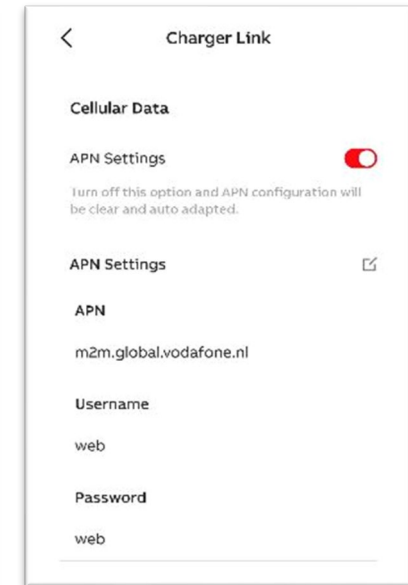 Charger Link
Cellular Data
APN Settings
Turn off this option and APN configuration will
be clear and auto adapted.
APN Settings
APN
m2m.global.vodafone.nl
Username
web
Password
web